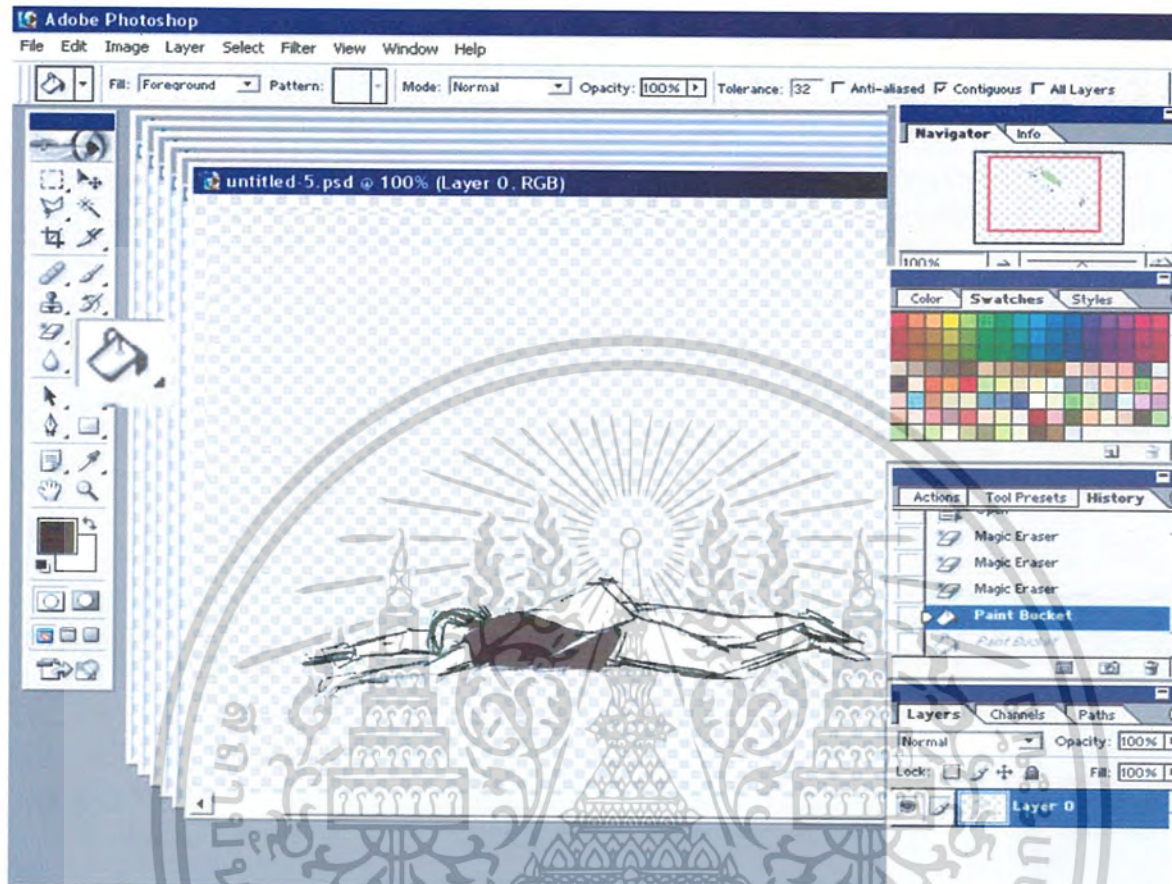 Adobe Photoshop
File Edit Image Layer Select Filter View Window Help
Fill: Foreground Pattern: Mode: Normal Opacity: 100% Tolerance: 32 Anti-aliased Contiguous All Layers
Navigator Info
100%
untitled-5.psd @ 100% (Layer 0, RGB)
Color Swatches Styles
Actions Tool Presets History
Open
Magic Eraser
Magic Eraser
Magic Eraser
Paint Bucket
Paint Bucket
Layers Channels Paths
Normal Opacity: 100%
Lock: Fill: 100%
Layer 0